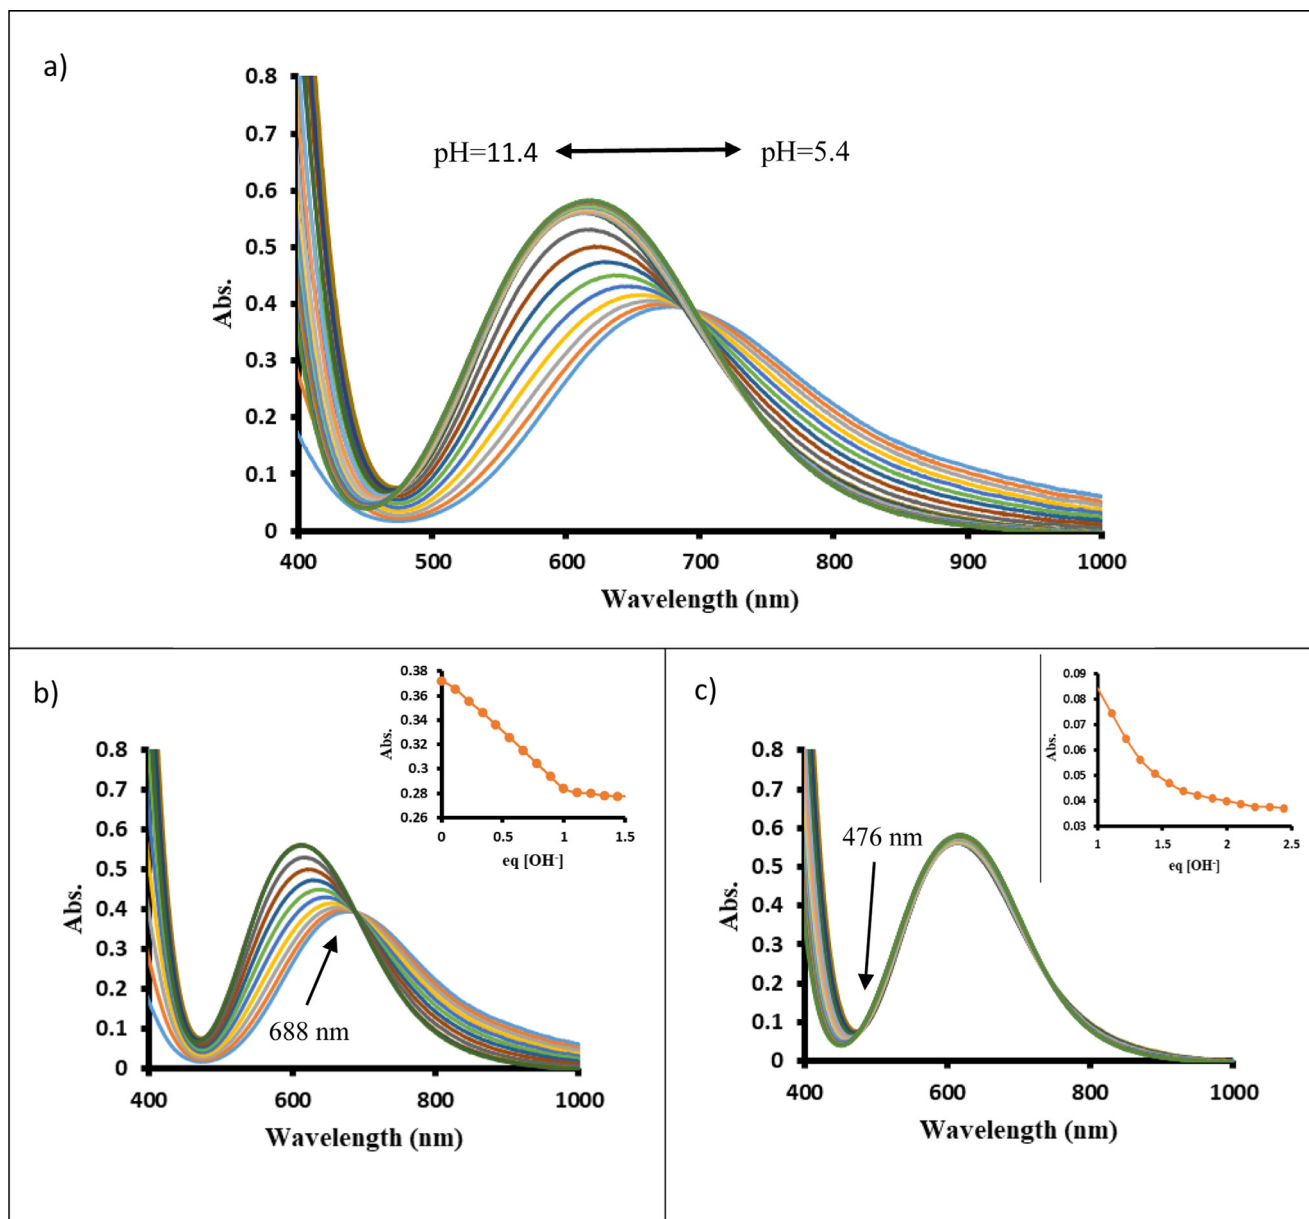 a)
pH=11.4
pH=5.4
Abs.
0.8
0.7
0.6
0.5
0.4
0.3
0.2
0.1
0
400 500 600 700 800 900 1000
Wavelength (nm)
b)
Abs.
0.8
0.7
0.6
0.5
0.4
0.3
0.2
0.1
0
400 600 800 1000
Wavelength (nm)
688 nm
Abs.
0.38
0.36
0.34
0.32
0.3
0.28
0.26
0 0.5 1 1.5
eq [OH⁻]
c)
Abs.
0.8
0.7
0.6
0.5
0.4
0.3
0.2
0.1
0
400 600 800 1000
Wavelength (nm)
476 nm
Abs.
0.09
0.08
0.07
0.06
0.05
0.04
0.03
1 1.5 2 2.5
eq [OH⁻]